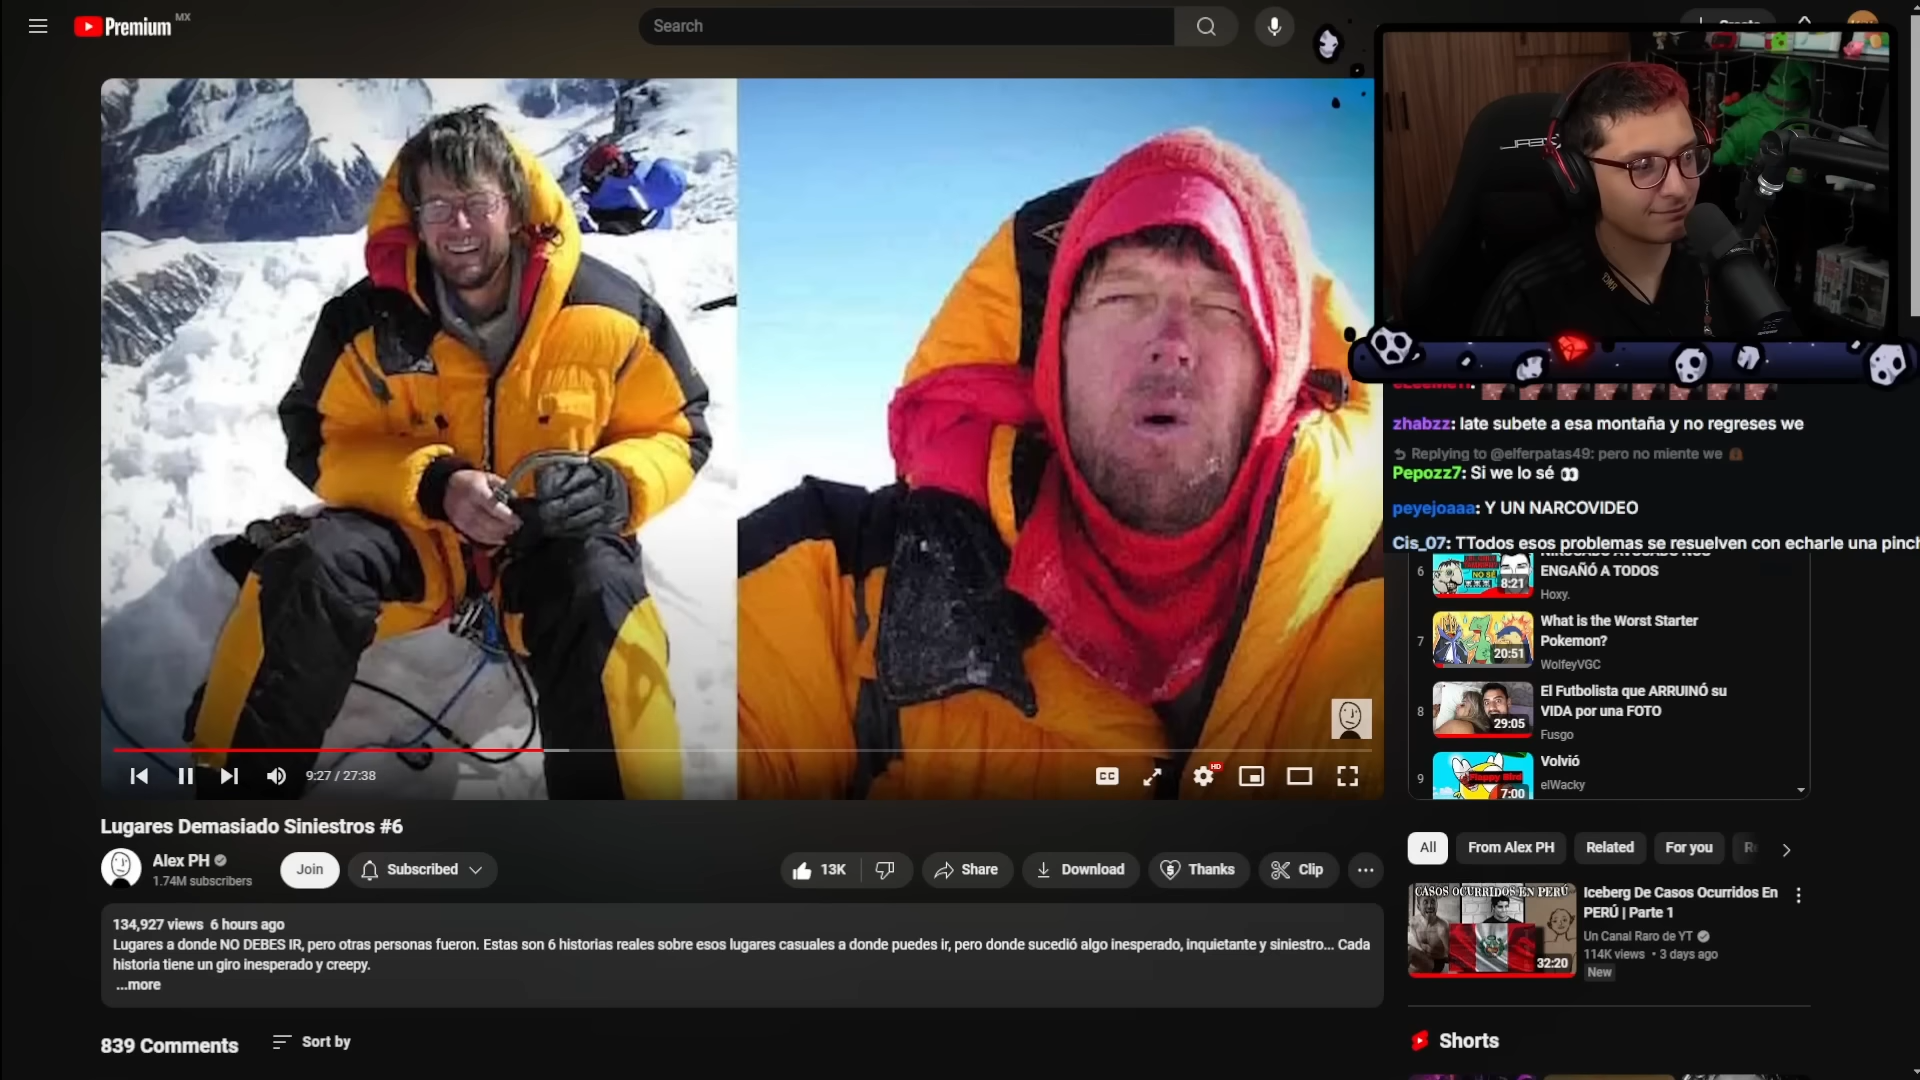 Premium MX
Search
Create
zhabzz: late subete a esa montaña y no regreses we
Replying to @elferpatas49: pero no miente we
Pepozz7: Si we lo sé 👀
peyejoaaa: Y UN NARCOVIDEO
Cis_07: TTodos esos problemas se resuelven con echarle una pinch
6
8:21
ENGAÑÓ A TODOS
Hoxy.
7
20:51
What is the Worst Starter
Pokemon?
WolfeyVGC
8
29:05
El Futbolista que ARRUINÓ su
VIDA por una FOTO
Fusgo
9
Floppy Bird
7:00
Volvió
elWacky
9:27 / 27:38
CC
HD
Lugares Demasiado Siniestros #6
Alex PH
1.74M subscribers
Join
Subscribed
13K
Share
Download
Thanks
Clip
134,927 views 6 hours ago
Lugares a donde NO DEBES IR, pero otras personas fueron. Estas son 6 historias reales sobre esos lugares casuales a donde puedes ir, pero donde sucedió algo inesperado, inquietante y siniestro... Cada
historia tiene un giro inesperado y creepy.
...more
839 Comments
Sort by
All
From Alex PH
Related
For you
CASOS OCURRIDOS EN PERÚ
32:20
Iceberg De Casos Ocurridos En
PERÚ | Parte 1
Un Canal Raro de YT
114K views • 3 days ago
New
Shorts